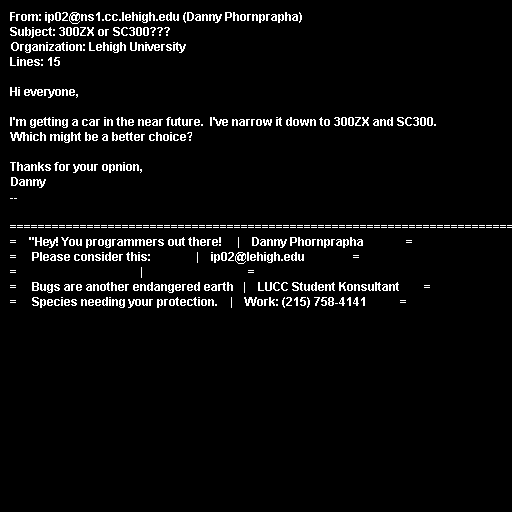 From: ip02@ns1.cc.lehigh.edu (Danny Phornprapha)
Subject: 300ZX or SC300???
Organization: Lehigh University
Lines: 15

Hi everyone,

I'm getting a car in the near future.  I've narrow it down to 300ZX and SC300.
Which might be a better choice?

Thanks for your opnion,
Danny
--

==========================================================================
=    "Hey! You programmers out there!     |    Danny Phornprapha              =
=     Please consider this:               |    ip02@lehigh.edu                =
=                                         |                                   =
=     Bugs are another endangered earth   |    LUCC Student Konsultant        =
=     Species needing your protection.    |    Work: (215) 758-4141           =